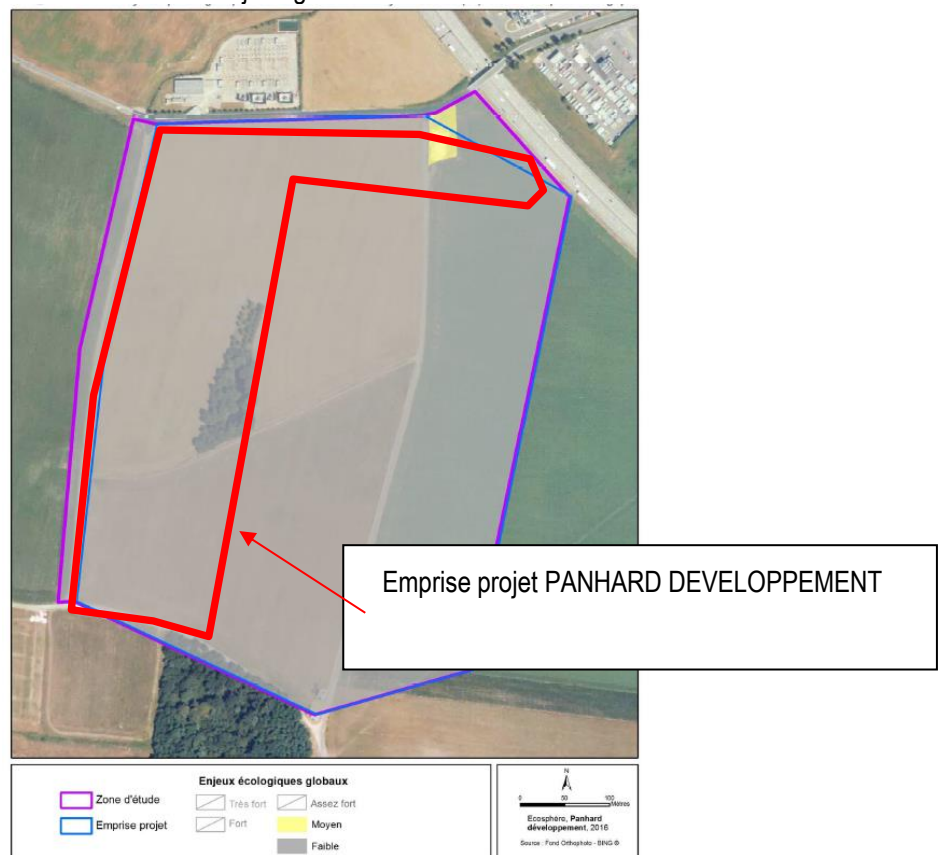 Emprise projet PANHARD DEVELOPPEMENT
Enjeux écologiques globaux
Zone d'étude
Très fort
Assez fort
Emprise projet
Fort
Moyen
Faible
N
0 50 100
Mètres
Ecosphère, Panhard
développement, 2016
Source : Fond Orthophoto - BING ©